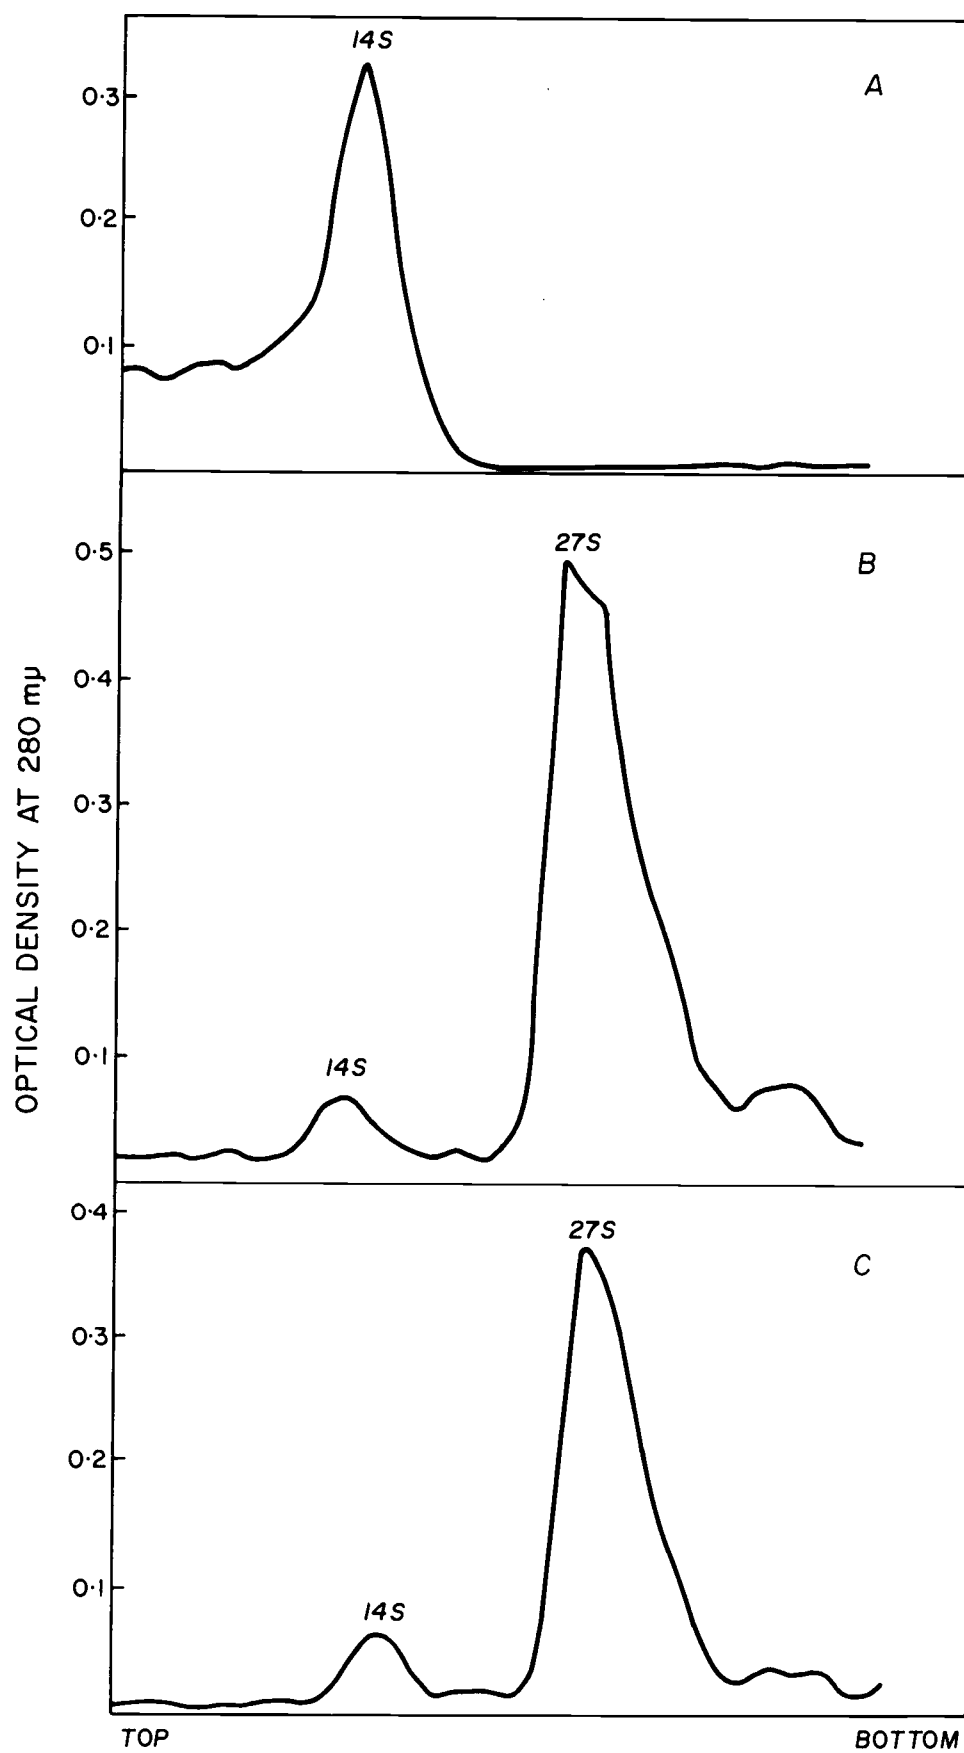 14S
A
0·3
0·2
0·1
27S
B
0·5
0·4
0·3
0·2
0·1
14S
OPTICAL DENSITY AT 280 mμ
27S
C
0·4
0·3
0·2
0·1
14S
TOP
BOTTOM